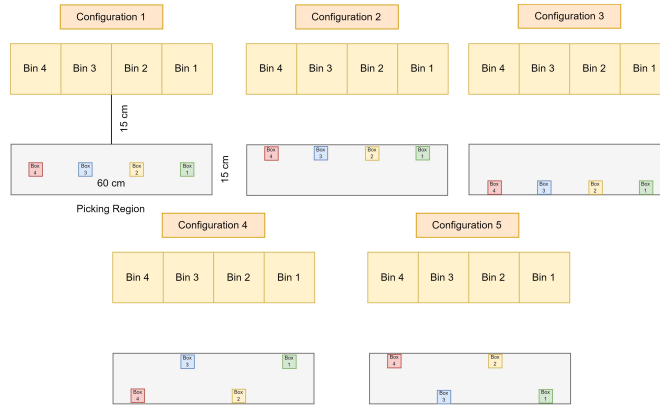 Configuration 1
Configuration 2
Configuration 3
Bin 4 Bin 3 Bin 2 Bin 1
Bin 4 Bin 3 Bin 2 Bin 1
Bin 4 Bin 3 Bin 2 Bin 1
15 cm
Box 4
Box 3
Box 2
Box 1
60 cm
15 cm
Box 4
Box 3
Box 2
Box 1
Box 4
Box 3
Box 2
Box 1
Picking Region
Configuration 4
Configuration 5
Bin 4 Bin 3 Bin 2 Bin 1
Bin 4 Bin 3 Bin 2 Bin 1
Box 3
Box 1
Box 4
Box 2
Box 4
Box 2
Box 3
Box 1